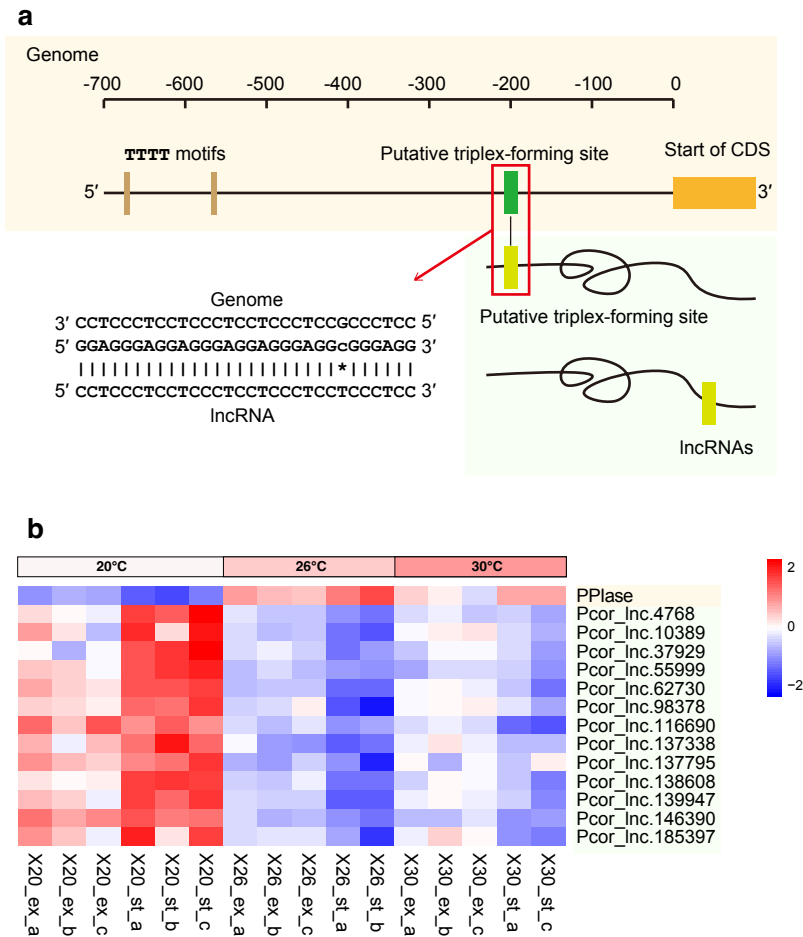 a
Genome
-700 -600 -500 -400 -300 -200 -100 0
TTTT motifs
Putative triplex-forming site
Start of CDS
5′ 3′
Genome
3′ CCTCCCTCCTCCCTCCTCCCTCCGCCCTCC 5′
5′ GGAGGGAGGAGGGAGGAGGGAGGcGGGAGG 3′
*
5′ CCTCCCTCCTCCCTCCTCCCTCCTCCCTCC 3′
lncRNA
Putative triplex-forming site
lncRNAs
b
20°C 26°C 30°C
PPIase
Pcor_lnc.4768
Pcor_lnc.10389
Pcor_lnc.37929
Pcor_lnc.55999
Pcor_lnc.62730
Pcor_lnc.98378
Pcor_lnc.116690
Pcor_lnc.137338
Pcor_lnc.137795
Pcor_lnc.138608
Pcor_lnc.139947
Pcor_lnc.146390
Pcor_lnc.185397
2
0
−2
X20_ex_a
X20_ex_b
X20_ex_c
X20_st_a
X20_st_b
X20_st_c
X26_ex_a
X26_ex_b
X26_ex_c
X26_st_a
X26_st_b
X30_ex_a
X30_ex_b
X30_ex_c
X30_st_a
X30_st_c